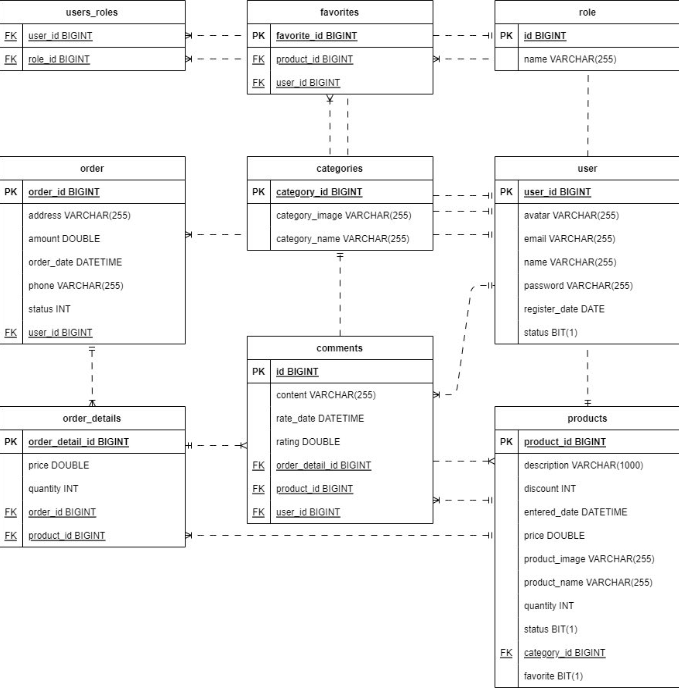 users_roles
FK user_id BIGINT
FK role_id BIGINT
favorites
PK favorite_id BIGINT
FK product_id BIGINT
FK user_id BIGINT
role
PK id BIGINT
name VARCHAR(255)
order
PK order_id BIGINT
address VARCHAR(255)
amount DOUBLE
order_date DATETIME
phone VARCHAR(255)
status INT
FK user_id BIGINT
categories
PK category_id BIGINT
category_image VARCHAR(255)
category_name VARCHAR(255)
user
PK user_id BIGINT
avatar VARCHAR(255)
email VARCHAR(255)
name VARCHAR(255)
password VARCHAR(255)
register_date DATE
status BIT(1)
order_details
PK order_detail_id BIGINT
price DOUBLE
quantity INT
FK order_id BIGINT
FK product_id BIGINT
comments
PK id BIGINT
content VARCHAR(255)
rate_date DATETIME
rating DOUBLE
FK order_detail_id BIGINT
FK product_id BIGINT
FK user_id BIGINT
products
PK product_id BIGINT
description VARCHAR(1000)
discount INT
entered_date DATETIME
price DOUBLE
product_image VARCHAR(255)
product_name VARCHAR(255)
quantity INT
status BIT(1)
FK category_id BIGINT
favorite BIT(1)